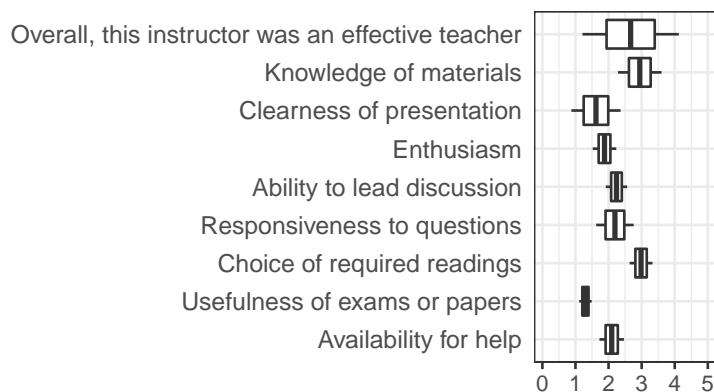 Overall, this instructor was an effective teacher
Knowledge of materials
Clearness of presentation
Enthusiasm
Ability to lead discussion
Responsiveness to questions
Choice of required readings
Usefulness of exams or papers
Availability for help
0 1 2 3 4 5